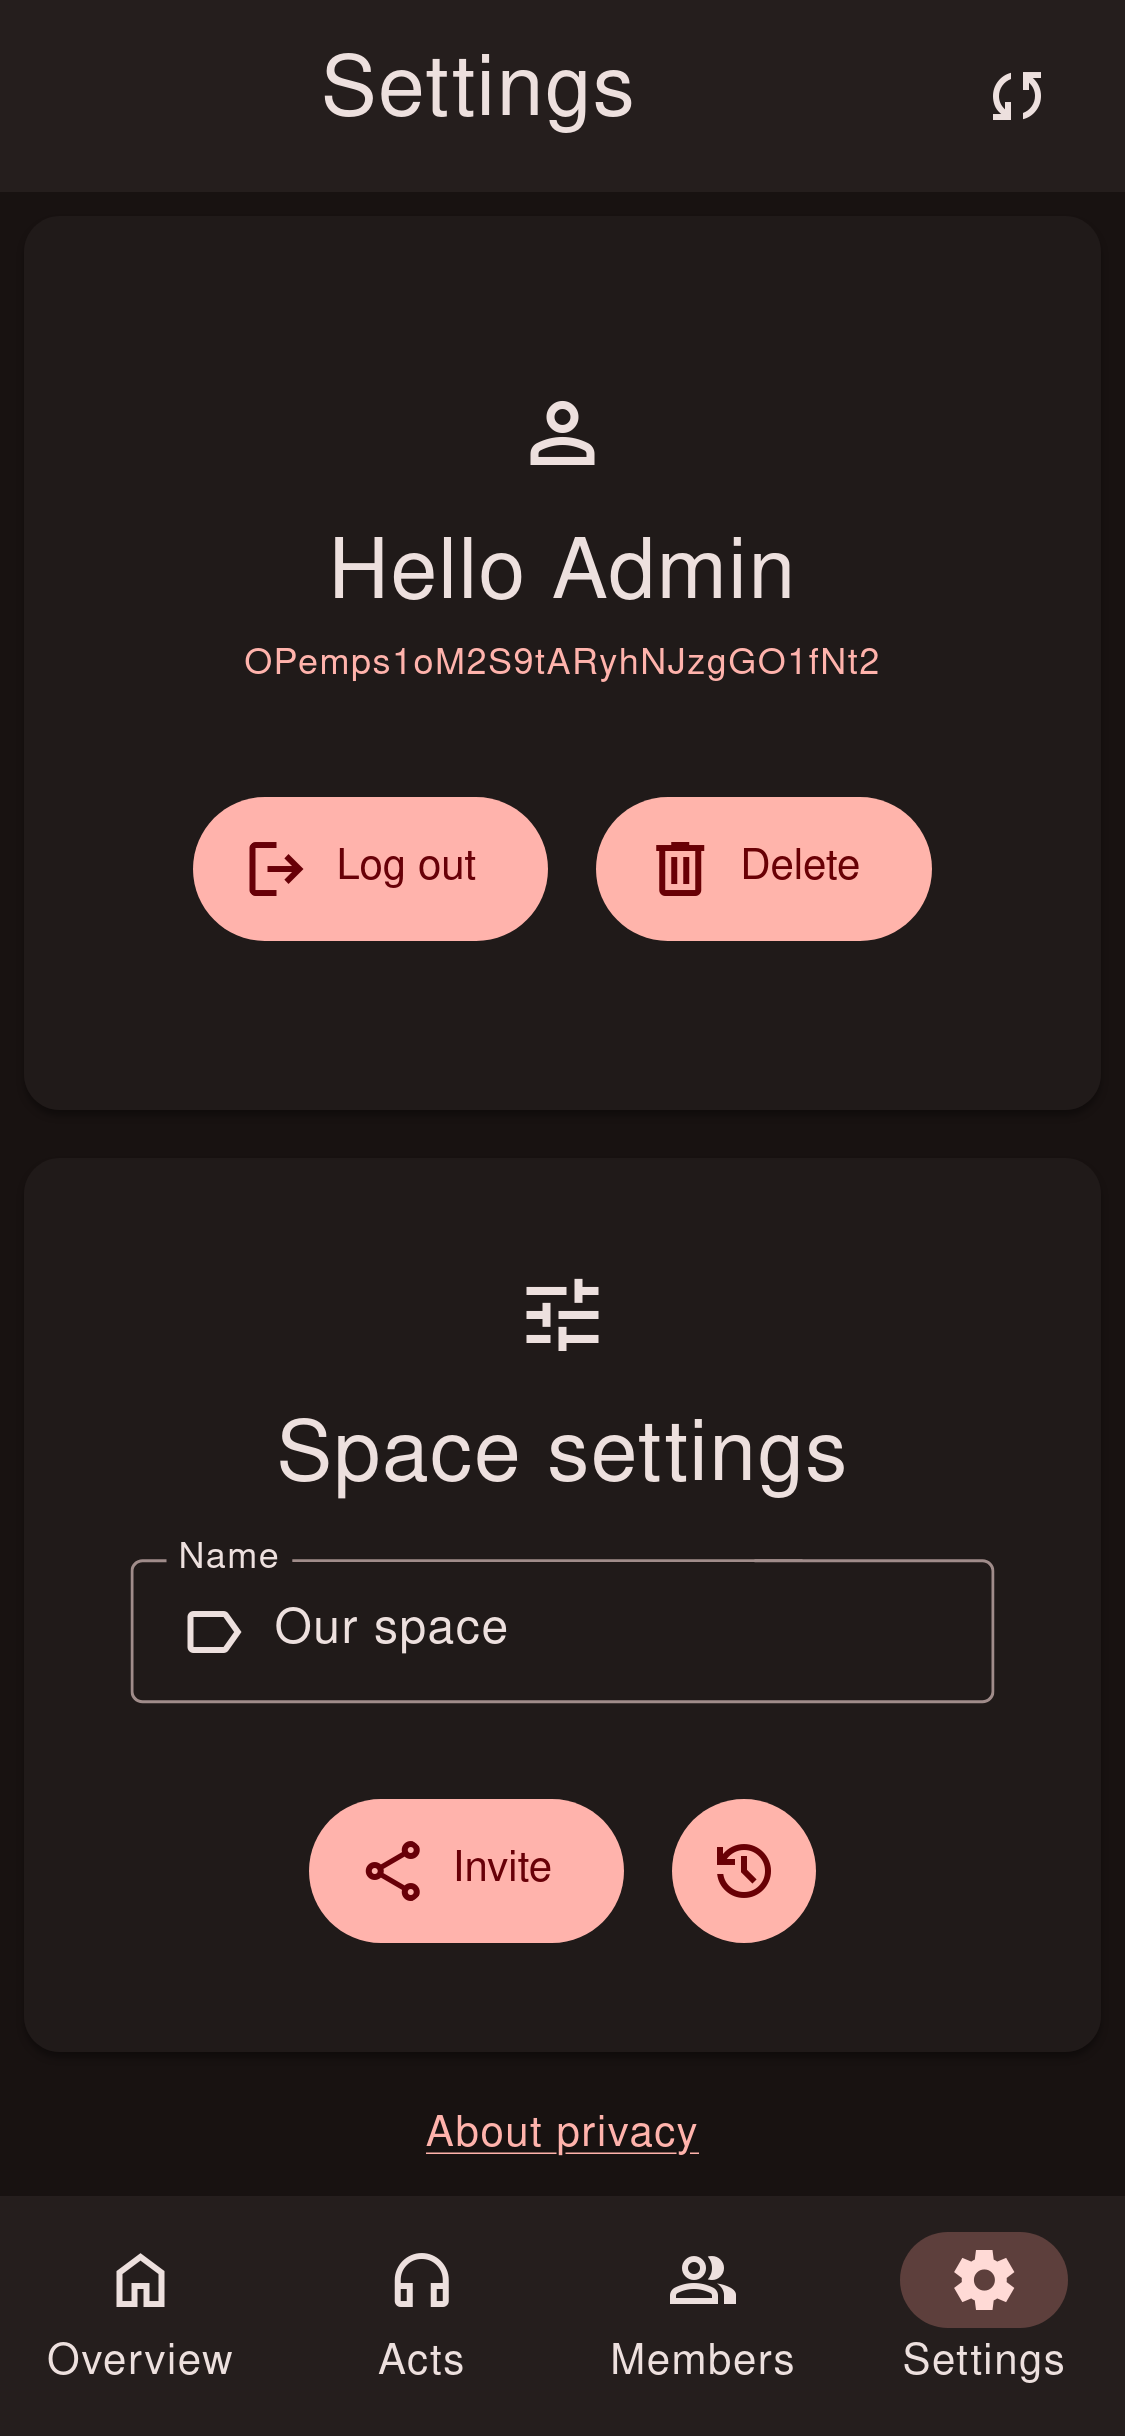 Settings
Hello Admin
OPemps1oM2S9tARyhNJzgGO1fNt2
Log out
Delete
Space settings
Name
Our space
Invite
About privacy
Overview
Acts
Members
Settings